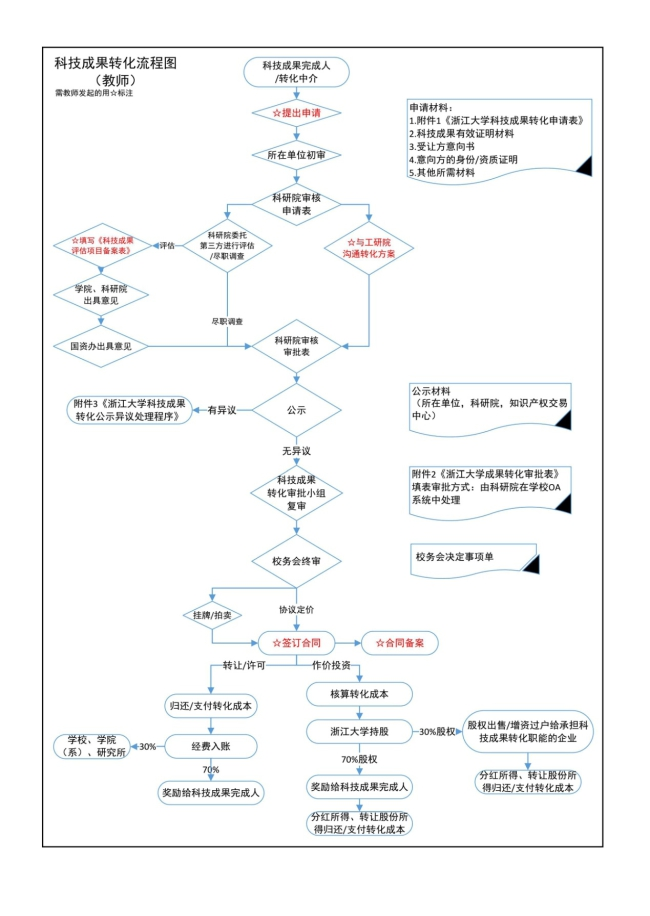 科技成果转化流程图
（教师）
需教师发起的用☆标注
科技成果完成人
/转化中介
☆提出申请
所在单位初审
科研院审核
申请表
申请材料：
1.附件1《浙江大学科技成果转化申请表》
2.科技成果有效证明材料
3.受让方意向书
4.意向方的身份/资质证明
5.其他所需材料
☆填写《科技成果
评估项目备案表》
评估
科研院委托
第三方进行评估
/尽职调查
☆与工研院
沟通转化方案
学院、科研院
出具意见
尽职调查
国资办出具意见
科研院审核
审批表
附件3《浙江大学科技成果
转化公示异议处理程序》
有异议
公示
公示材料
（所在单位，科研院，知识产权交易
中心）
无异议
科技成果
转化审批小组
复审
附件2《浙江大学成果转化审批表》
填表审批方式：由科研院在学校OA
系统中处理
校务会终审
校务会决定事项单
挂牌/拍卖
协议定价
☆签订合同
☆合同备案
转让/许可
作价投资
归还/支付转化成本
核算转化成本
学校、学院
（系）、研究所
30%
经费入账
浙江大学持股
30%股权
股权出售/增资过户给承担科
技成果转化职能的企业
70%
70%股权
奖励给科技成果完成人
奖励给科技成果完成人
分红所得、转让股份所
得归还/支付转化成本
分红所得、转让股份所
得归还/支付转化成本